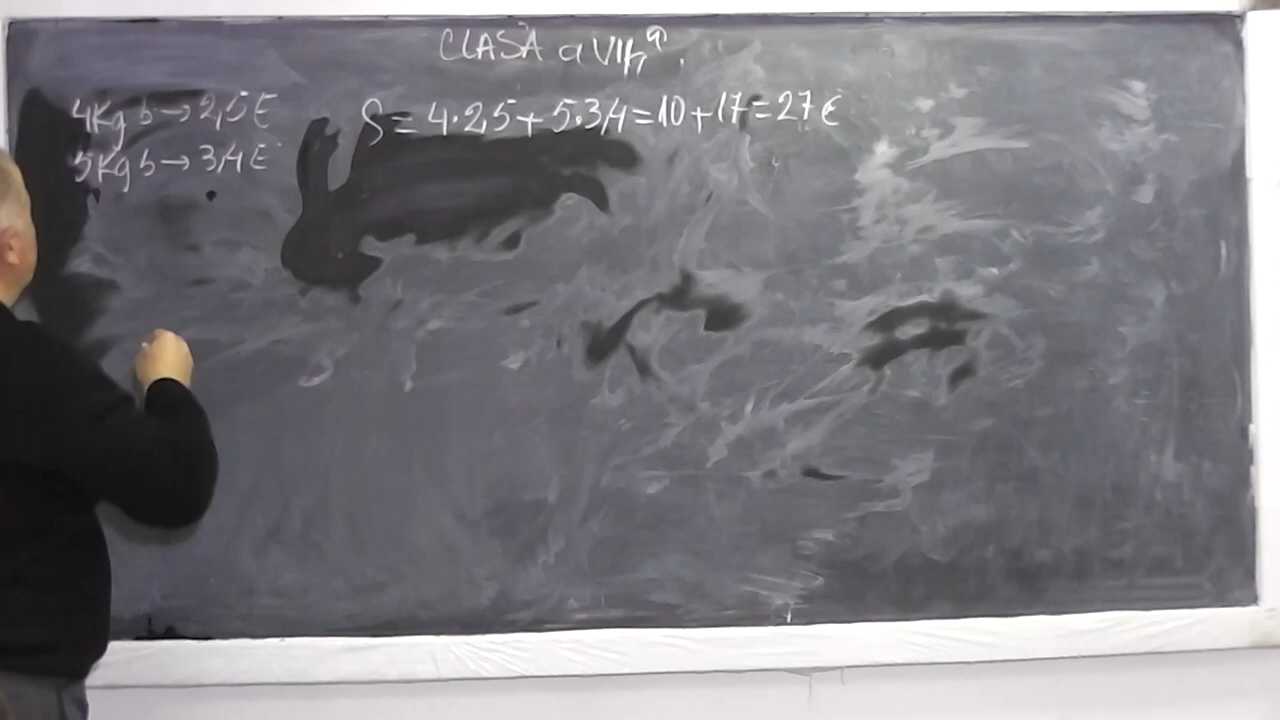 CLASA a VII-a
4Kg b → 2,5 E
5Kg b → 3,4 E
S = 4·2,5 + 5·3,4 = 10 + 17 = 27 €